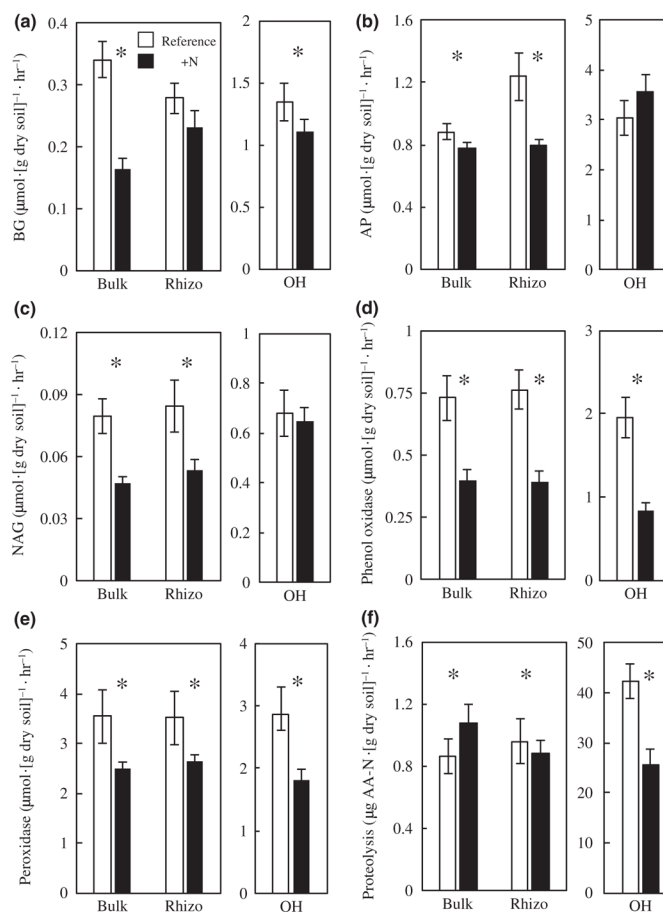 (a)
0.4
0.3
0.2
0.1
0
BG (μmol·[g dry soil]⁻¹·hr⁻¹)
Reference
+N
*
Bulk Rhizo
2
1.5
1
0.5
0
*
OH
(b)
1.6
1.2
0.8
0.4
0
AP (μmol·[g dry soil]⁻¹·hr⁻¹)
* *
Bulk Rhizo
5
4
3
2
1
0
OH
(c)
0.12
0.09
0.06
0.03
0
NAG (μmol·[g dry soil]⁻¹·hr⁻¹)
* *
Bulk Rhizo
1
0.8
0.6
0.4
0.2
0
OH
(d)
1
0.75
0.5
0.25
0
Phenol oxidase (μmol·[g dry soil]⁻¹·hr⁻¹)
* *
Bulk Rhizo
3
2
1
0
*
OH
(e)
5
4
3
2
1
0
Peroxidase (μmol·[g dry soil]⁻¹·hr⁻¹)
* *
Bulk Rhizo
4
3
2
1
0
*
OH
(f)
1.6
1.2
0.8
0.4
0
Proteolysis (μg AA-N·[g dry soil]⁻¹·hr⁻¹)
* *
Bulk Rhizo
50
40
30
20
10
0
*
OH